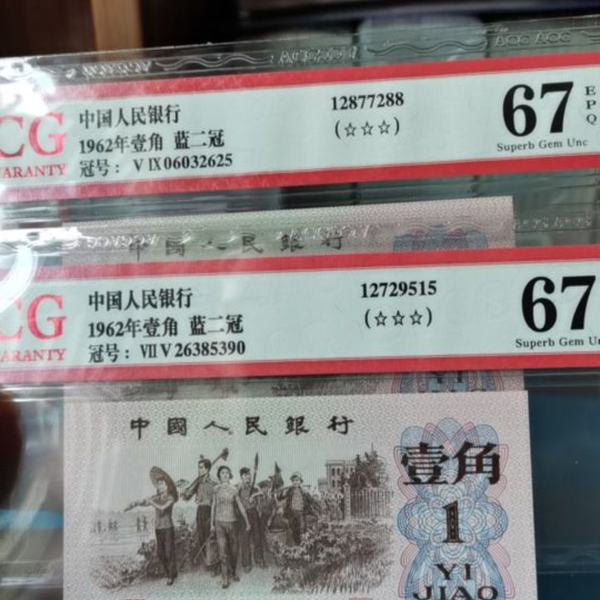 CG
ARANTY
中国人民银行
1962年壹角 蓝二冠
冠号: V IX06032625
12877288
(☆☆☆)
67
EPQ
Superb Gem Unc
中國人民銀行
CG
ARANTY
中国人民银行
1962年壹角 蓝二冠
冠号: VII V 26385390
12729515
(☆☆☆)
67
Superb Gem Un
中國人民銀行
壹角
1
YI
JIAO